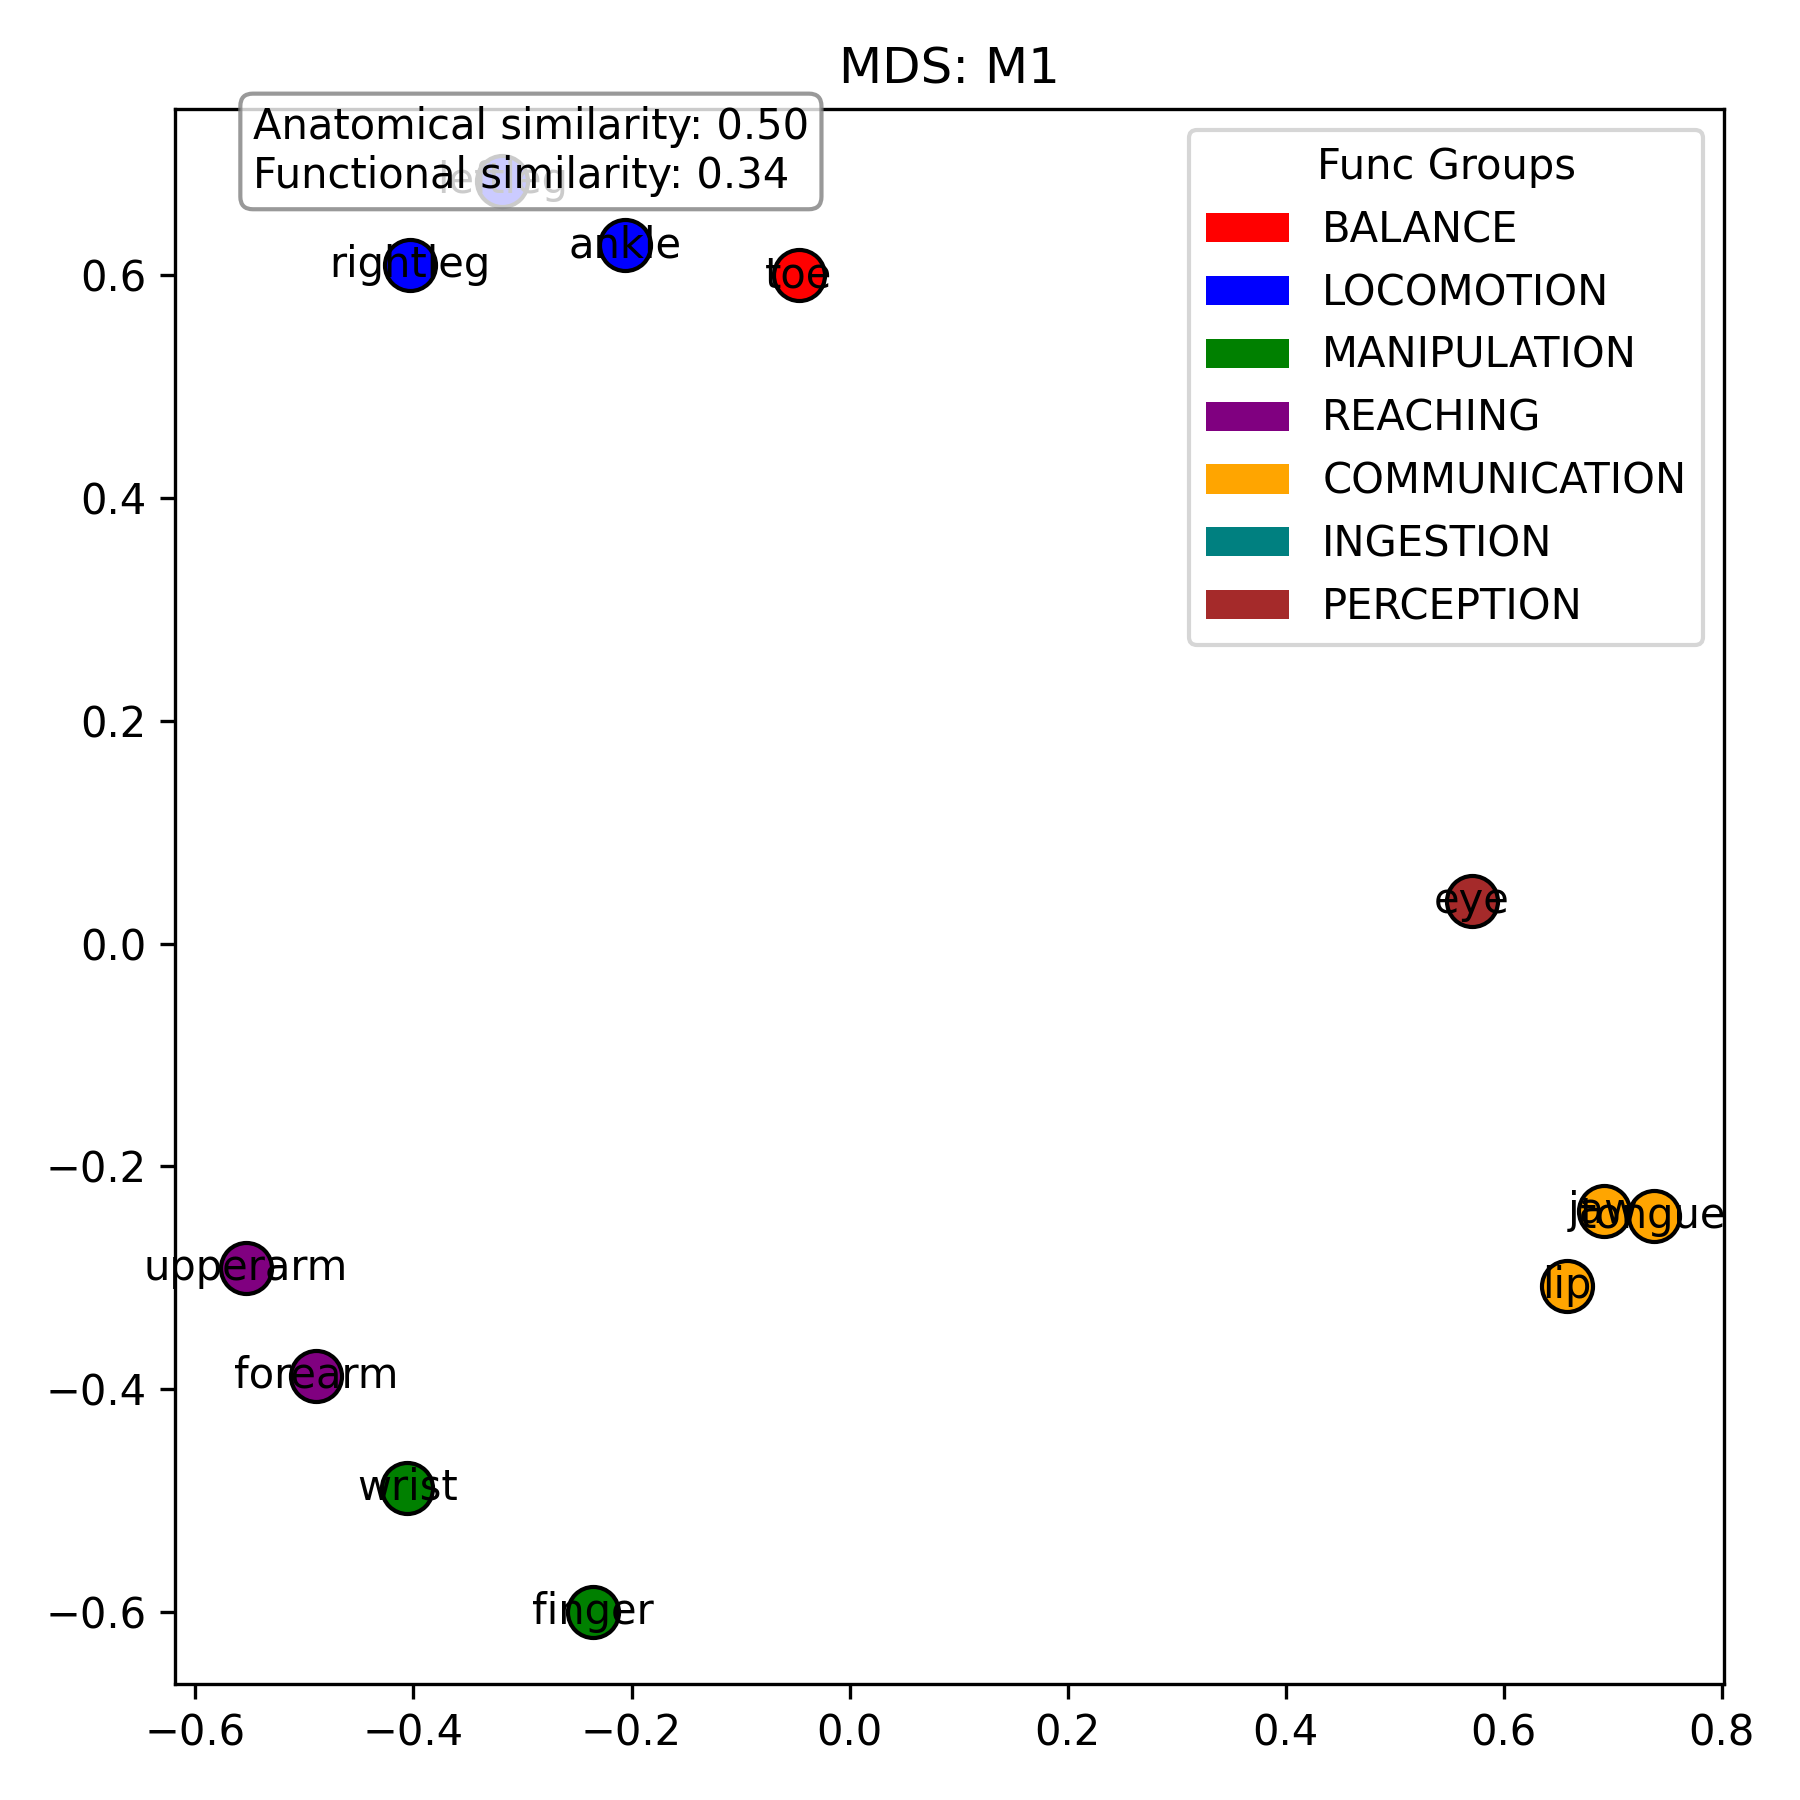 MDS: M1
Anatomical similarity: 0.50
Functional similarity: 0.34
leftleg
rightleg
ankle
toe
Func Groups
BALANCE
LOCOMOTION
MANIPULATION
REACHING
COMMUNICATION
INGESTION
PERCEPTION
eye
jaw
tongue
lip
upperarm
forearm
wrist
finger
0.6
0.4
0.2
0.0
−0.2
−0.4
−0.6
−0.6
−0.4
−0.2
0.0
0.2
0.4
0.6
0.8